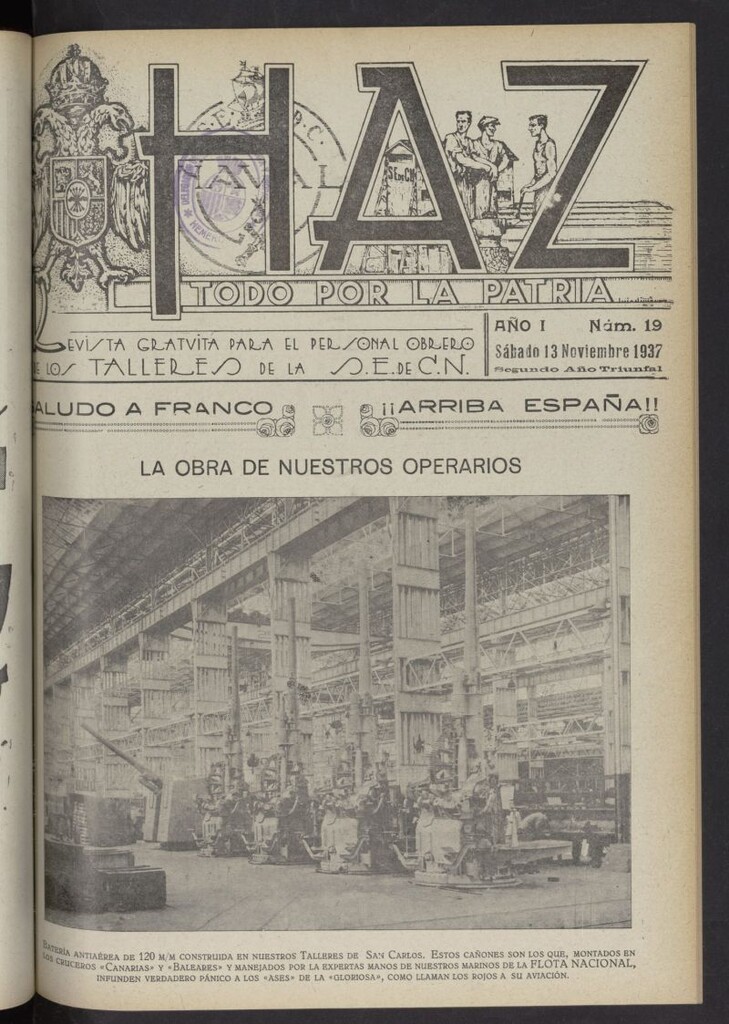 HAZ
S.E. DE C.N.
TODO POR LA PATRIA
REVISTA GRATVITA PARA EL PERSONAL OBRERO
DE LOS TALLERES DE LA S.E. DE C.N.
AÑO I Núm. 19
Sábado 13 Noviembre 1937
Segundo Año Triunfal
ALUDO A FRANCO ¡¡ARRIBA ESPAÑA!!
LA OBRA DE NUESTROS OPERARIOS
BATERÍA ANTIAÉREA DE 120 M/M CONSTRUIDA EN NUESTROS TALLERES DE SAN CARLOS. ESTOS CAÑONES SON LOS QUE, MONTADOS EN
LOS CRUCEROS «CANARIAS» Y «BALEARES» Y MANEJADOS POR LA EXPERTAS MANOS DE NUESTROS MARINOS DE LA FLOTA NACIONAL,
INFUNDEN VERDADERO PÁNICO A LOS «ASES» DE LA «GLORIOSA», COMO LLAMAN LOS ROJOS A SU AVIACIÓN.